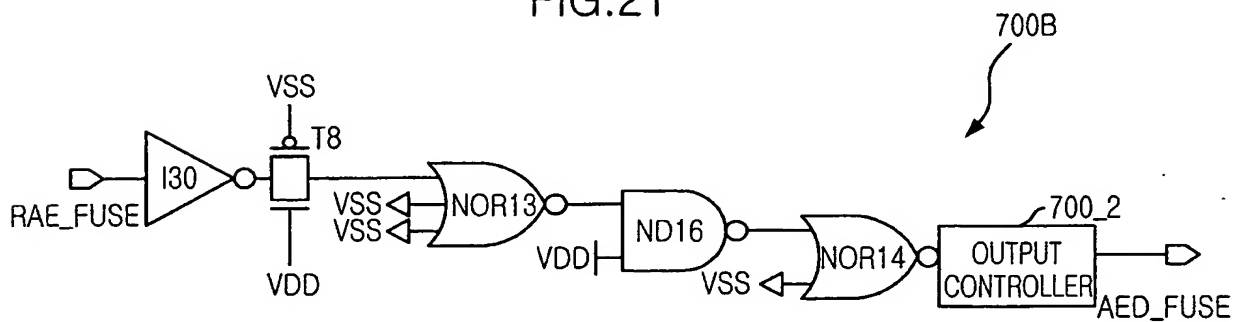 FIG.21
700B
VSS
T8
I30
RAE_FUSE
VDD
VSS
VSS
NOR13
VDD
ND16
VSS
NOR14
700_2
OUTPUT
CONTROLLER
AED_FUSE